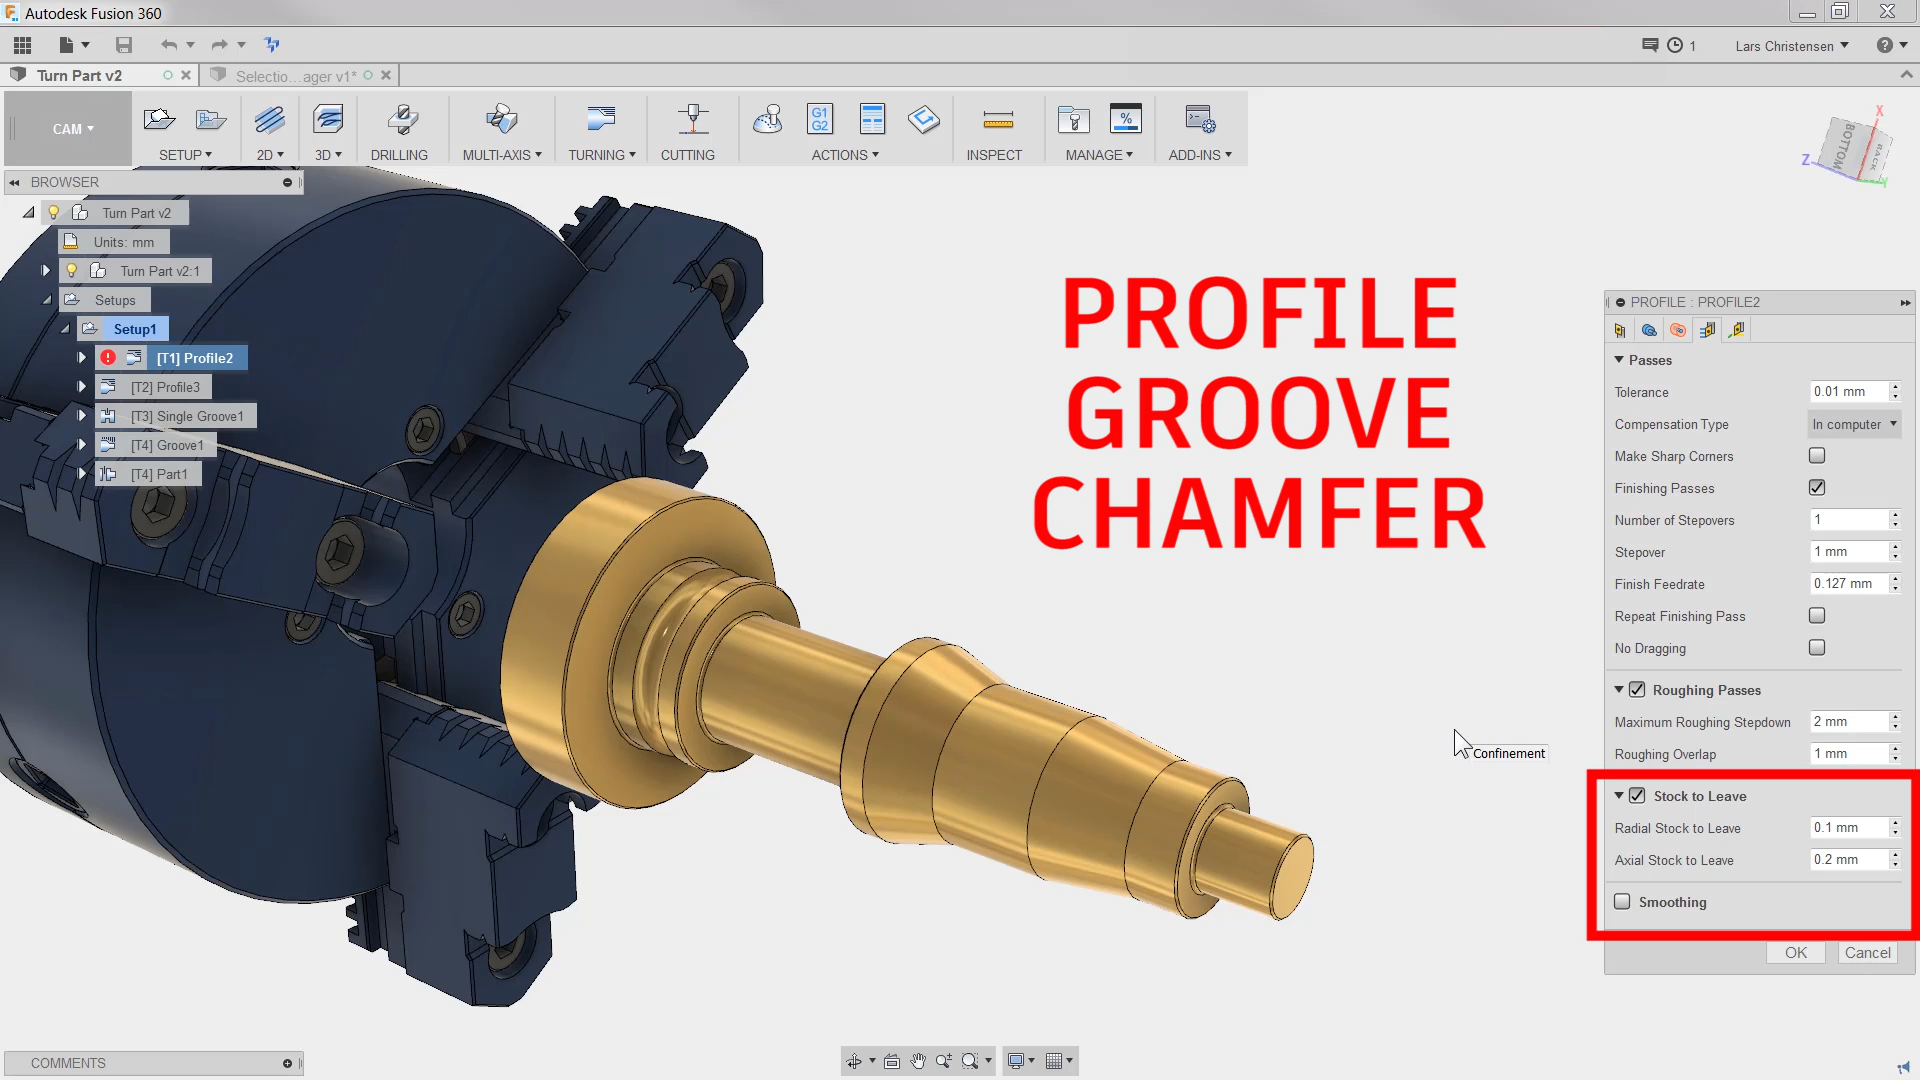 Autodesk Fusion 360
1
Lars Christensen
Turn Part v2
Selectio...ager v1*
CAM
SETUP
2D
3D
DRILLING
MULTI-AXIS
TURNING
CUTTING
G1
G2
ACTIONS
INSPECT
%
MANAGE
ADD-INS
BOTTOM
BACK
X
Z
Y
BROWSER
Turn Part v2
Units: mm
Turn Part v2:1
Setups
Setup1
[T1] Profile2
[T2] Profile3
[T3] Single Groove1
[T4] Groove1
[T4] Part1
PROFILE
GROOVE
CHAMFER
Confinement
PROFILE : PROFILE2
Passes
Tolerance 0.01 mm
Compensation Type In computer
Make Sharp Corners
Finishing Passes
Number of Stepovers 1
Stepover 1 mm
Finish Feedrate 0.127 mm
Repeat Finishing Pass
No Dragging
Roughing Passes
Maximum Roughing Stepdown 2 mm
Roughing Overlap 1 mm
Stock to Leave
Radial Stock to Leave 0.1 mm
Axial Stock to Leave 0.2 mm
Smoothing
OK Cancel
COMMENTS